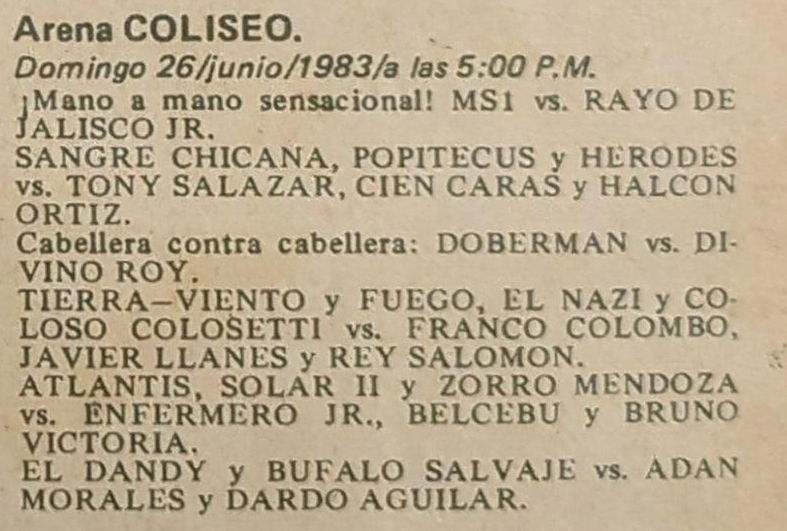 Arena COLISEO.
Domingo 26/junio/1983/a las 5:00 P.M.
¡Mano a mano sensacional! MS1 vs. RAYO DE
JALISCO JR.
SANGRE CHICANA, POPITECUS y HERODES
vs. TONY SALAZAR, CIEN CARAS y HALCON
ORTIZ.
Cabellera contra cabellera: DOBERMAN vs. DI-
VINO ROY.
TIERRA—VIENTO y FUEGO, EL NAZI y CO-
LOSO COLOSETTI vs. FRANCO COLOMBO,
JAVIER LLANES y REY SALOMON.
ATLANTIS, SOLAR II y ZORRO MENDOZA
vs. ENFERMERO JR., BELCEBU y BRUNO
VICTORIA.
EL DANDY y BUFALO SALVAJE vs. ADAN
MORALES y DARDO AGUILAR.